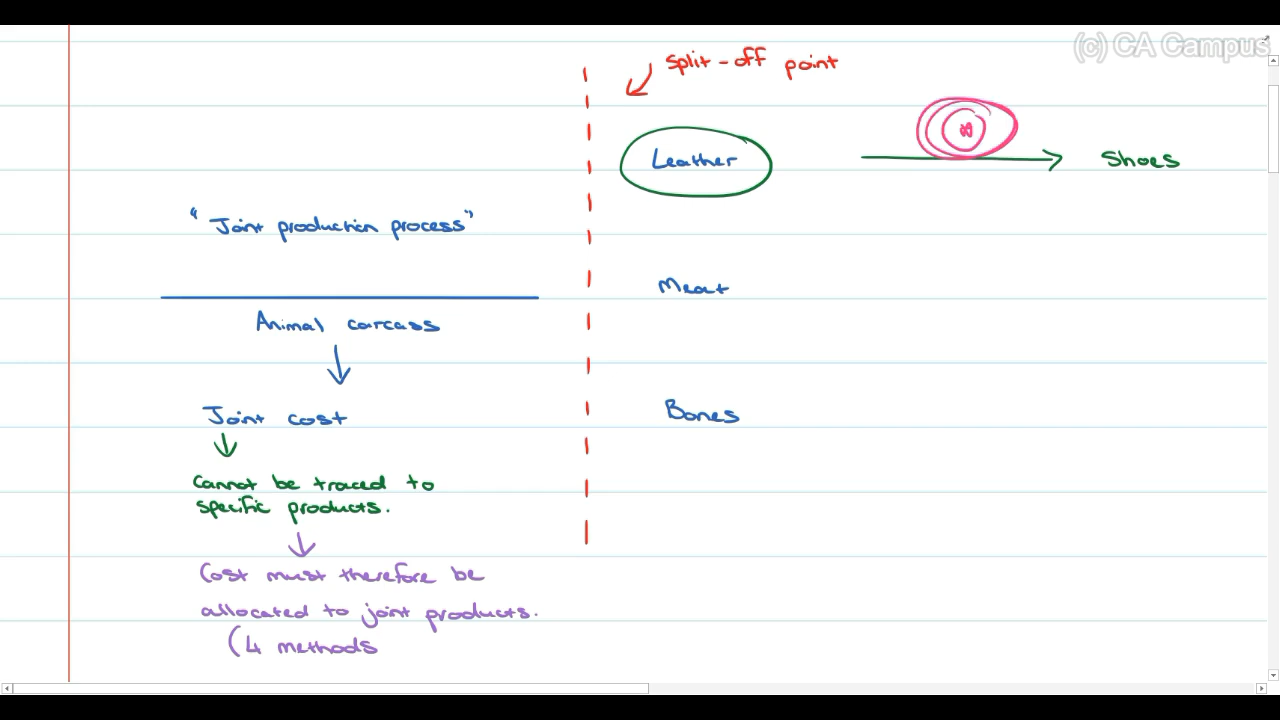 (c) CA Campus
split-off point
Leather
Shoes
"Joint production process"
Meat
Animal carcass
Joint cost
Bones
Cannot be traced to
specific products.
Cost must therefore be
allocated to joint products.
(4 methods